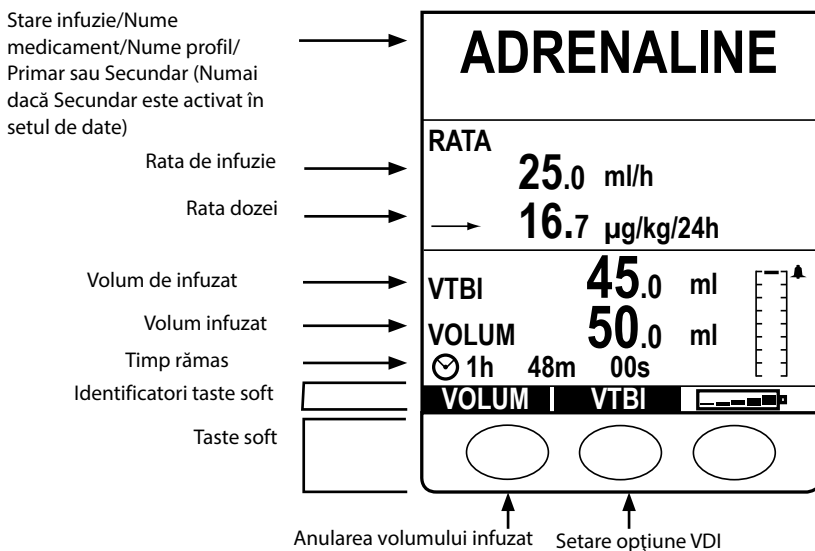 Stare infuzie/Nume
medicament/Nume profil/
Primar sau Secundar (Numai
dacă Secundar este activat în
setul de date)
ADRENALINE
RATA
Rata de infuzie
25.0 ml/h
Rata dozei
16.7 µg/kg/24h
Volum de infuzat
VTBI 45.0 ml
Volum infuzat
VOLUM 50.0 ml
Timp rămas
1h 48m 00s
Identificatori taste soft
VOLUM VTBI
Taste soft
Anularea volumului infuzat
Setare opțiune VDI